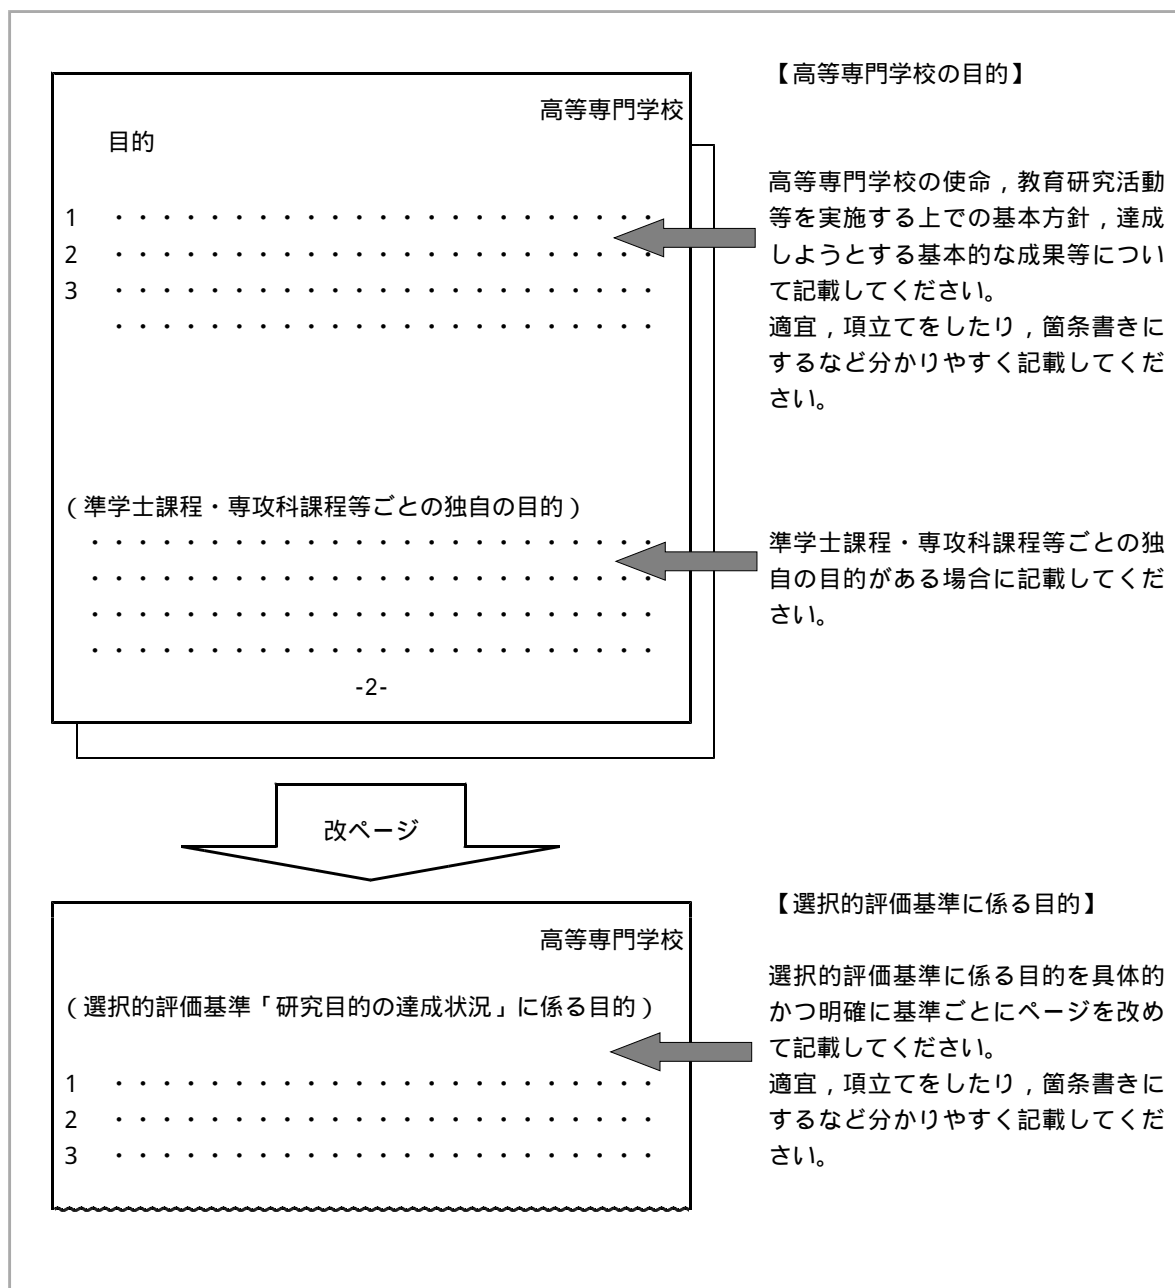 【高等専門学校の目的】
高等専門学校
目的
1 ・・・・・・・・・・・・・・・・・・・・・・・
2 ・・・・・・・・・・・・・・・・・・・・・・・
3 ・・・・・・・・・・・・・・・・・・・・・・・
・・・・・・・・・・・・・・・・・・・・・・・
高等専門学校の使命，教育研究活動
等を実施する上での基本方針，達成
しようとする基本的な成果等につい
て記載してください。
適宜，項立てをしたり，箇条書きに
するなど分かりやすく記載してくだ
さい。
（準学士課程・専攻科課程等ごとの独自の目的）
・・・・・・・・・・・・・・・・・・・・・・・・
・・・・・・・・・・・・・・・・・・・・・・・・
・・・・・・・・・・・・・・・・・・・・・・・・
・・・・・・・・・・・・・・・・・・・・・・・・
-2-
準学士課程・専攻科課程等ごとの独
自の目的がある場合に記載してくだ
さい。
改ページ
【選択的評価基準に係る目的】
高等専門学校
（選択的評価基準「研究目的の達成状況」に係る目的）
1 ・・・・・・・・・・・・・・・・・・・・・・・
2 ・・・・・・・・・・・・・・・・・・・・・・・
3 ・・・・・・・・・・・・・・・・・・・・・・・
選択的評価基準に係る目的を具体的
かつ明確に基準ごとにページを改め
て記載してください。
適宜，項立てをしたり，箇条書きに
するなど分かりやすく記載してくだ
さい。